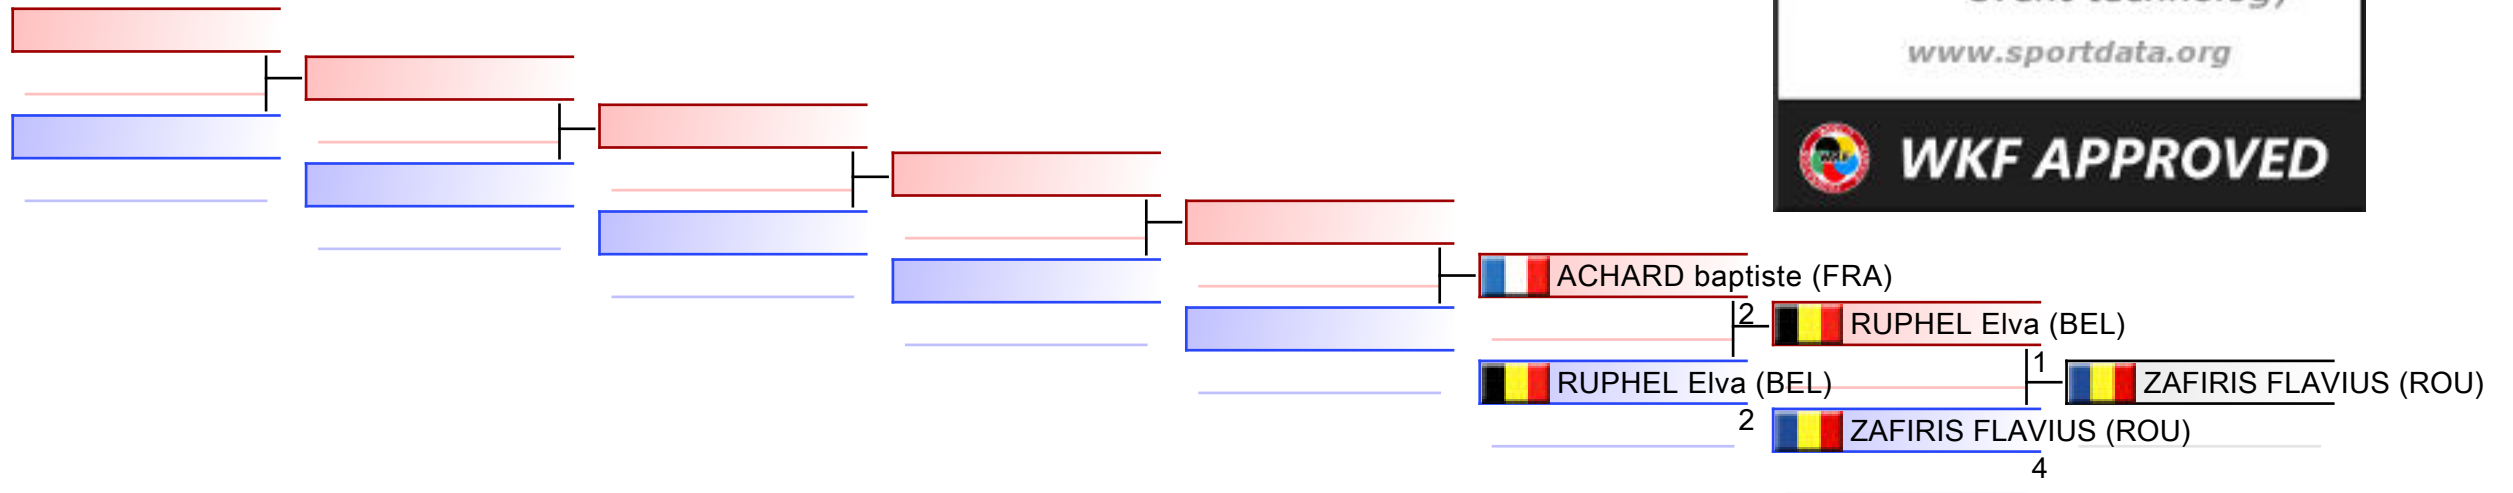 www.sportdata.org
WKF APPROVED
ACHARD baptiste (FRA)
2
RUPHEL Elva (BEL)
1
RUPHEL Elva (BEL)
ZAFIRIS FLAVIUS (ROU)
2
ZAFIRIS FLAVIUS (ROU)
4